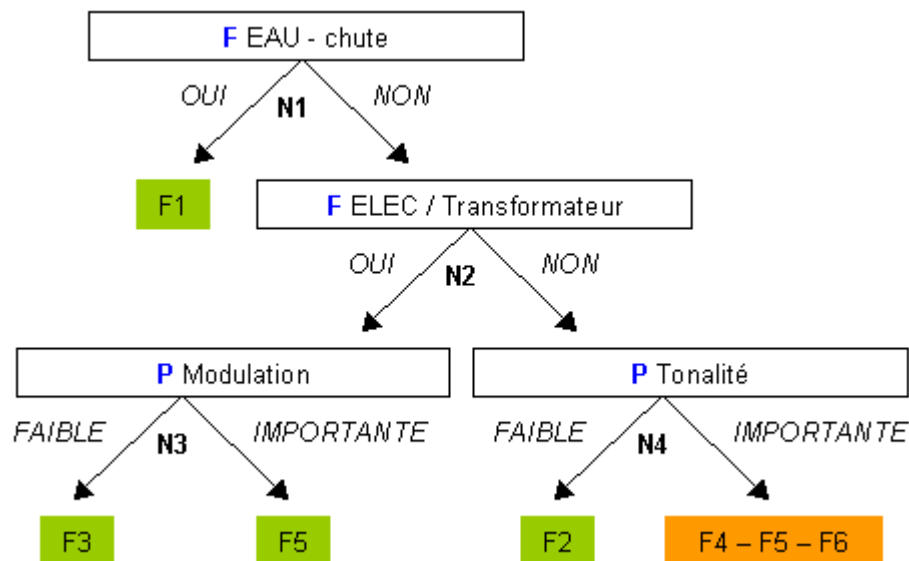 F EAU - chute
OUI N1 NON
F1
F ELEC / Transformateur
OUI N2 NON
P Modulation
P Tonalité
FAIBLE N3 IMPORTANTE
FAIBLE N4 IMPORTANTE
F3
F5
F2
F4 – F5 – F6